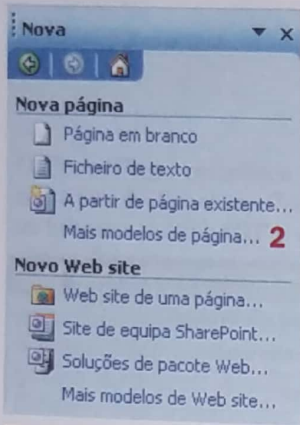 Nova
Nova página
Página em branco
Ficheiro de texto
A partir de página existente...
Mais modelos de página... 2
Novo Web site
Web site de uma página...
Site de equipa SharePoint...
Soluções de pacote Web...
Mais modelos de Web site...